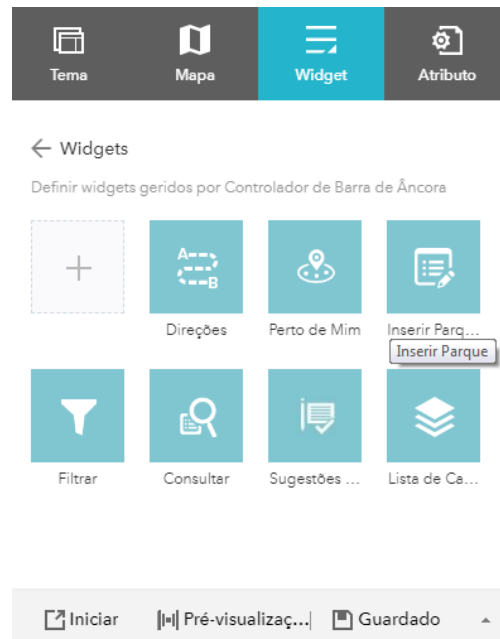 Tema Mapa Widget Atributo
← Widgets
Definir widgets geridos por Controlador de Barra de Âncora
A
B
Direções Perto de Mim Inserir Parq...
Inserir Parque
Filtrar Consultar Sugestões ... Lista de Ca...
Iniciar Pré-visualizaç... Guardado